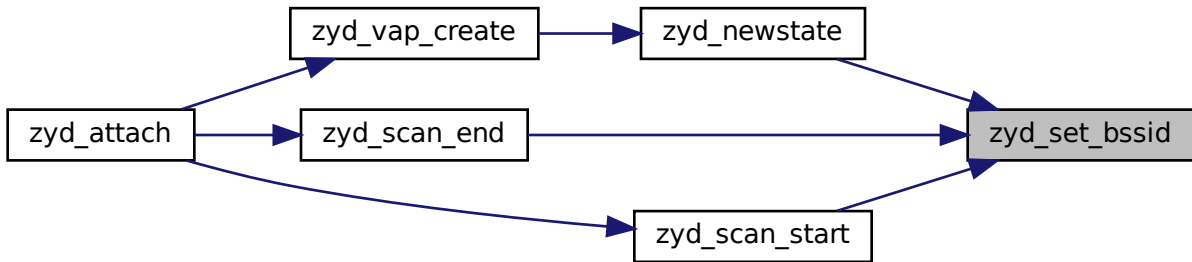 zyd_vap_create
zyd_newstate
zyd_attach
zyd_scan_end
zyd_set_bssid
zyd_scan_start